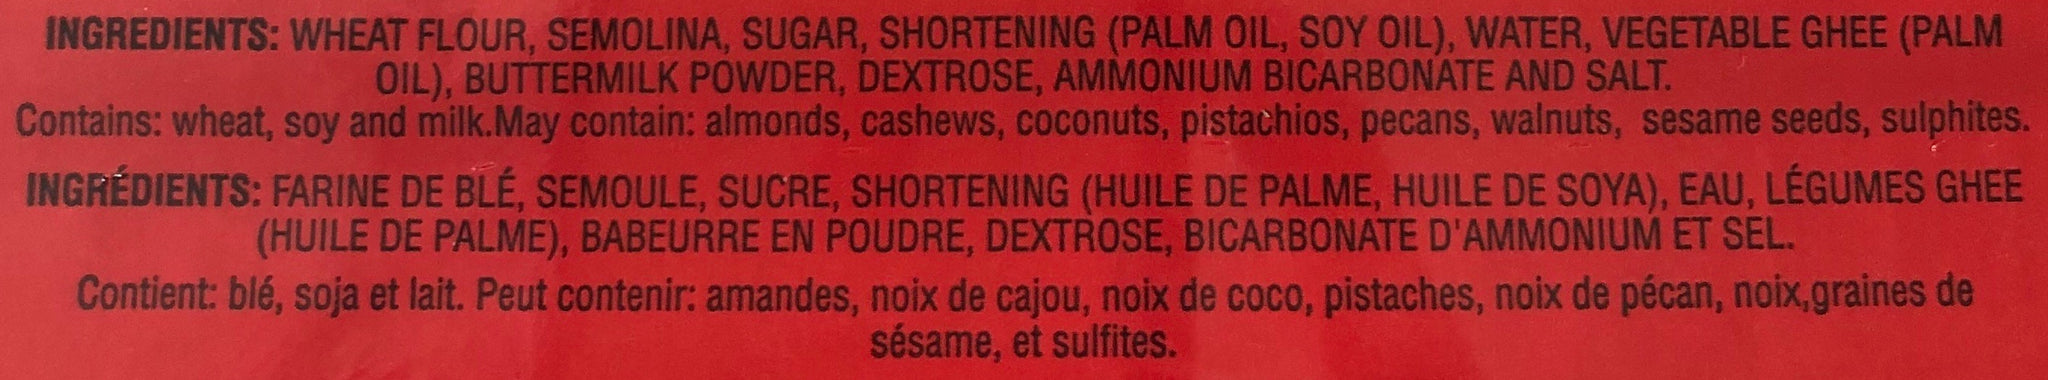 INGREDIENTS: WHEAT FLOUR, SEMOLINA, SUGAR, SHORTENING (PALM OIL, SOY OIL), WATER, VEGETABLE GHEE (PALM
OIL), BUTTERMILK POWDER, DEXTROSE, AMMONIUM BICARBONATE AND SALT.
Contains: wheat, soy and milk.May contain: almonds, cashews, coconuts, pistachios, pecans, walnuts, sesame seeds, sulphites.
INGRÉDIENTS: FARINE DE BLÉ, SEMOULE, SUCRE, SHORTENING (HUILE DE PALME, HUILE DE SOYA), EAU, LÉGUMES GHEE
(HUILE DE PALME), BABEURRE EN POUDRE, DEXTROSE, BICARBONATE D'AMMONIUM ET SEL.
Contient: blé, soja et lait. Peut contenir: amandes, noix de cajou, noix de coco, pistaches, noix de pécan, noix,graines de
sésame, et sulfites.